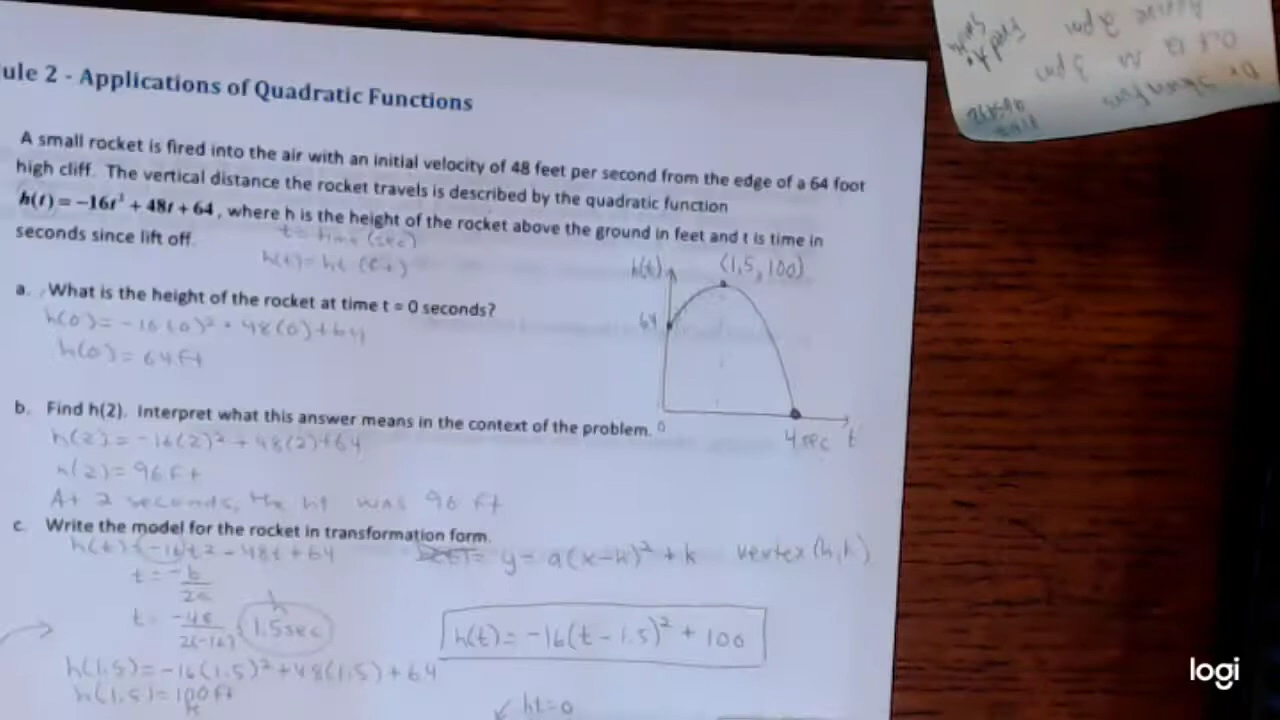 ule 2 - Applications of Quadratic Functions
A small rocket is fired into the air with an initial velocity of 48 feet per second from the edge of a 64 foot
high cliff. The vertical distance the rocket travels is described by the quadratic function
h(t) = -16t² + 48t + 64, where h is the height of the rocket above the ground in feet and t is time in
seconds since lift off.
t = time (sec)
h(t) = ht (ft)
h(t)
(1.5, 100)
64
0
4 sec t
a. What is the height of the rocket at time t = 0 seconds?
h(0) = -16(0)² + 48(0) + 64
h(0) = 64 ft
b. Find h(2). Interpret what this answer means in the context of the problem.
h(2) = -16(2)² + 48(2) + 64
h(2) = 96 ft
At 2 seconds, the ht was 96 ft
c. Write the model for the rocket in transformation form.
h(t) = -16t² - 48t + 64
y = a(x-h)² + k vertex (h,k)
t = -b/2a
h
t = -48/2(-16) 1.5 sec
h(t) = -16(t - 1.5)² + 100
h(1.5) = -16(1.5)² + 48(1.5) + 64
h(1.5) = 100 ft
k
ht = 0
Dr
2 pm
logi